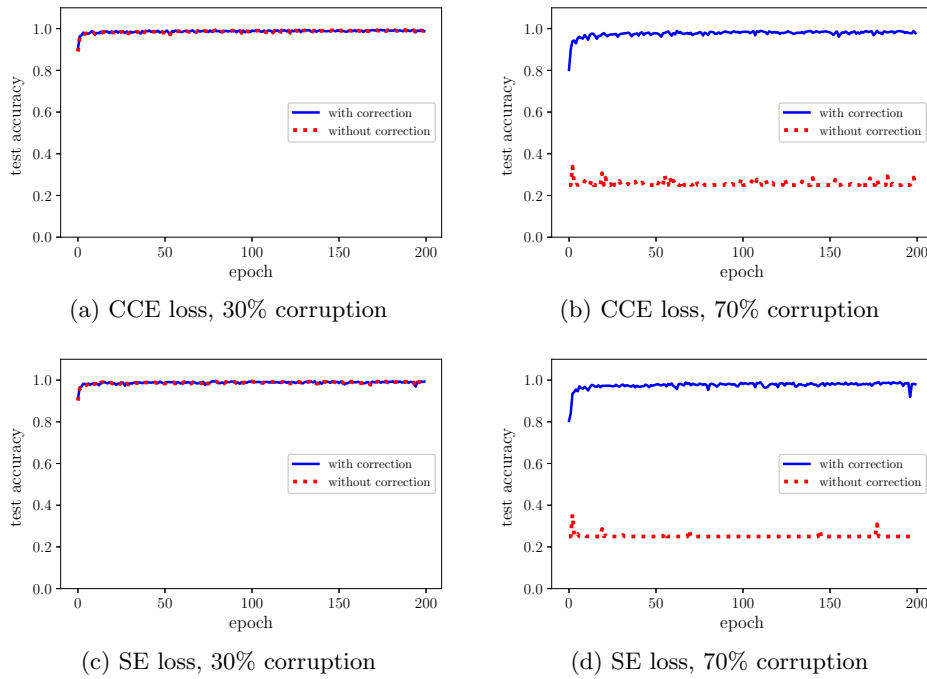 1.0
0.8
0.6
0.4
0.2
0.0
test accuracy
with correction
without correction
0
50
100
150
200
epoch
(a) CCE loss, 30% corruption
1.0
0.8
0.6
0.4
0.2
0.0
test accuracy
with correction
without correction
0
50
100
150
200
epoch
(b) CCE loss, 70% corruption
1.0
0.8
0.6
0.4
0.2
0.0
test accuracy
with correction
without correction
0
50
100
150
200
epoch
(c) SE loss, 30% corruption
1.0
0.8
0.6
0.4
0.2
0.0
test accuracy
with correction
without correction
0
50
100
150
200
epoch
(d) SE loss, 70% corruption